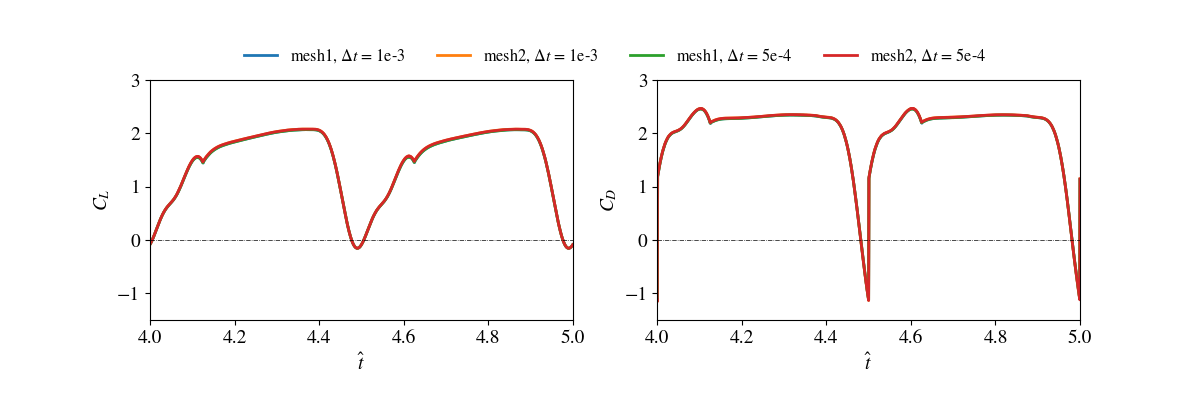 mesh1, Δt = 1e-3 mesh2, Δt = 1e-3 mesh1, Δt = 5e-4 mesh2, Δt = 5e-4
3
2
1
0
−1
C_L
4.0 4.2 4.4 4.6 4.8 5.0
t̂
3
2
1
0
−1
C_D
4.0 4.2 4.4 4.6 4.8 5.0
t̂